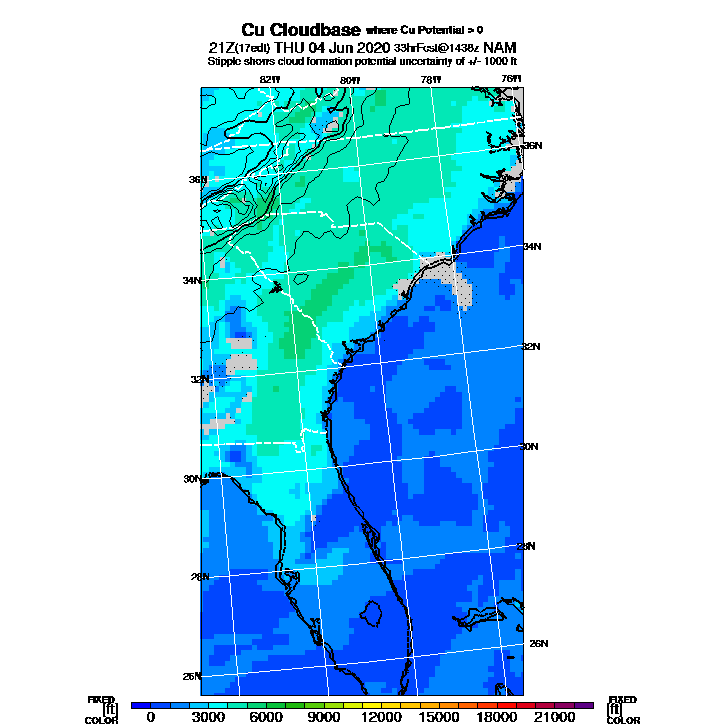 Cu Cloudbase where Cu Potential > 0
21Z(17edt) THU 04 Jun 2020 33hrFcst@1438z NAM
Stipple shows cloud formation potential uncertainty of +/- 1000 ft
82W 80W 78W 76W
36N
36N
34N
34N
32N
32N
30N
30N
28N
28N
26N
26N
FIXED FIXED
[ft] [ft]
COLOR COLOR
0 3000 6000 9000 12000 15000 18000 21000